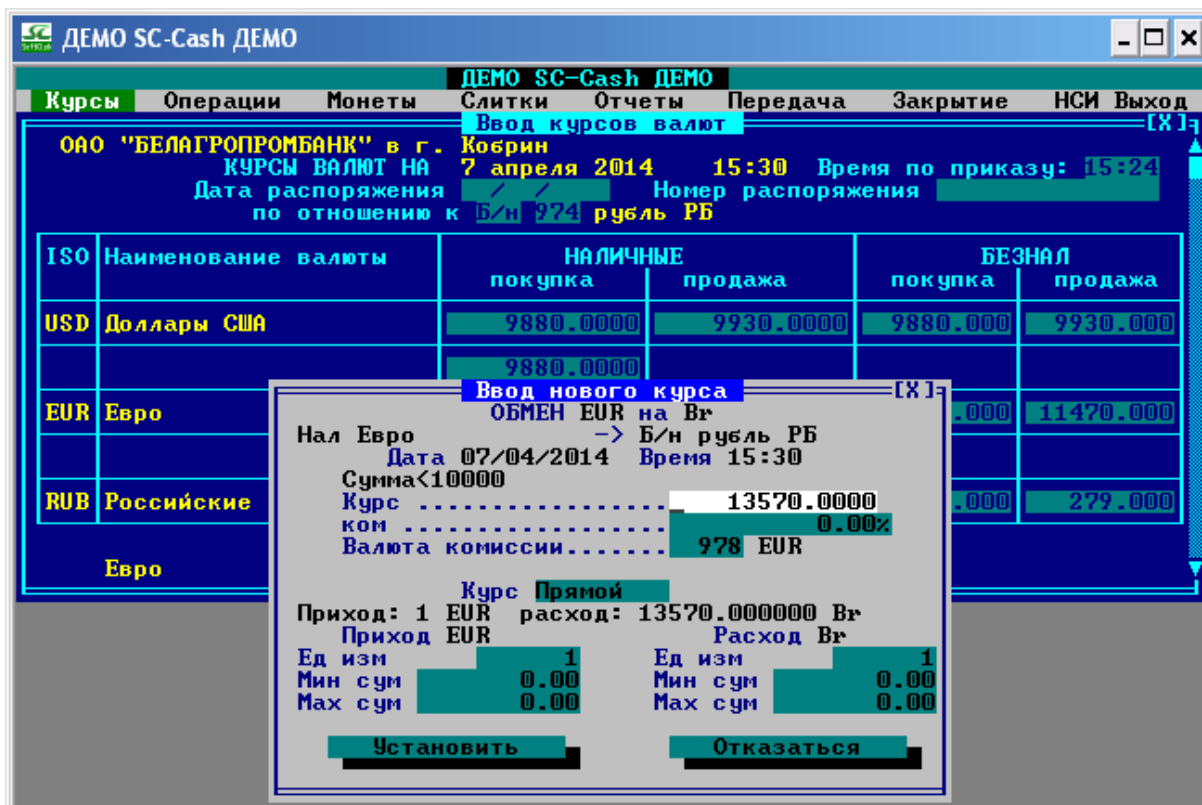 ДЕМО SC-Cash ДЕМО
ДЕМО SC-Cash ДЕМО
Курсы Операции Монеты Слитки Отчеты Передача Закрытие НСИ Выход
Ввод курсов валют [X]
ОАО "БЕЛАГРОПРОМБАНК" в г. Кобрин
КУРСЫ ВАЛЮТ НА 7 апреля 2014 15:30 Время по приказу: 15:24
Дата распоряжения / / Номер распоряжения
по отношению к Б/н 974 рубль РБ
ISO Наименование валюты НАЛИЧНЫЕ БЕЗНАЛ
покупка продажа покупка продажа
USD Доллары США 9880.0000 9930.0000 9880.000 9930.000
9880.0000
Ввод нового курса [X]
ОБМЕН EUR на Br
EUR Евро .000 11470.000
Нал Евро -> Б/н рубль РБ
Дата 07/04/2014 Время 15:30
Сумма<10000
RUB Российские .000 279.000
Курс ................. 13570.0000
ком .................. 0.00%
Валюта комиссии....... 978 EUR
Евро
Курс Прямой
Приход: 1 EUR расход: 13570.000000 Br
Приход EUR Расход Br
Ед изм 1 Ед изм 1
Мин сум 0.00 Мин сум 0.00
Мах сум 0.00 Мах сум 0.00
Установить Отказаться